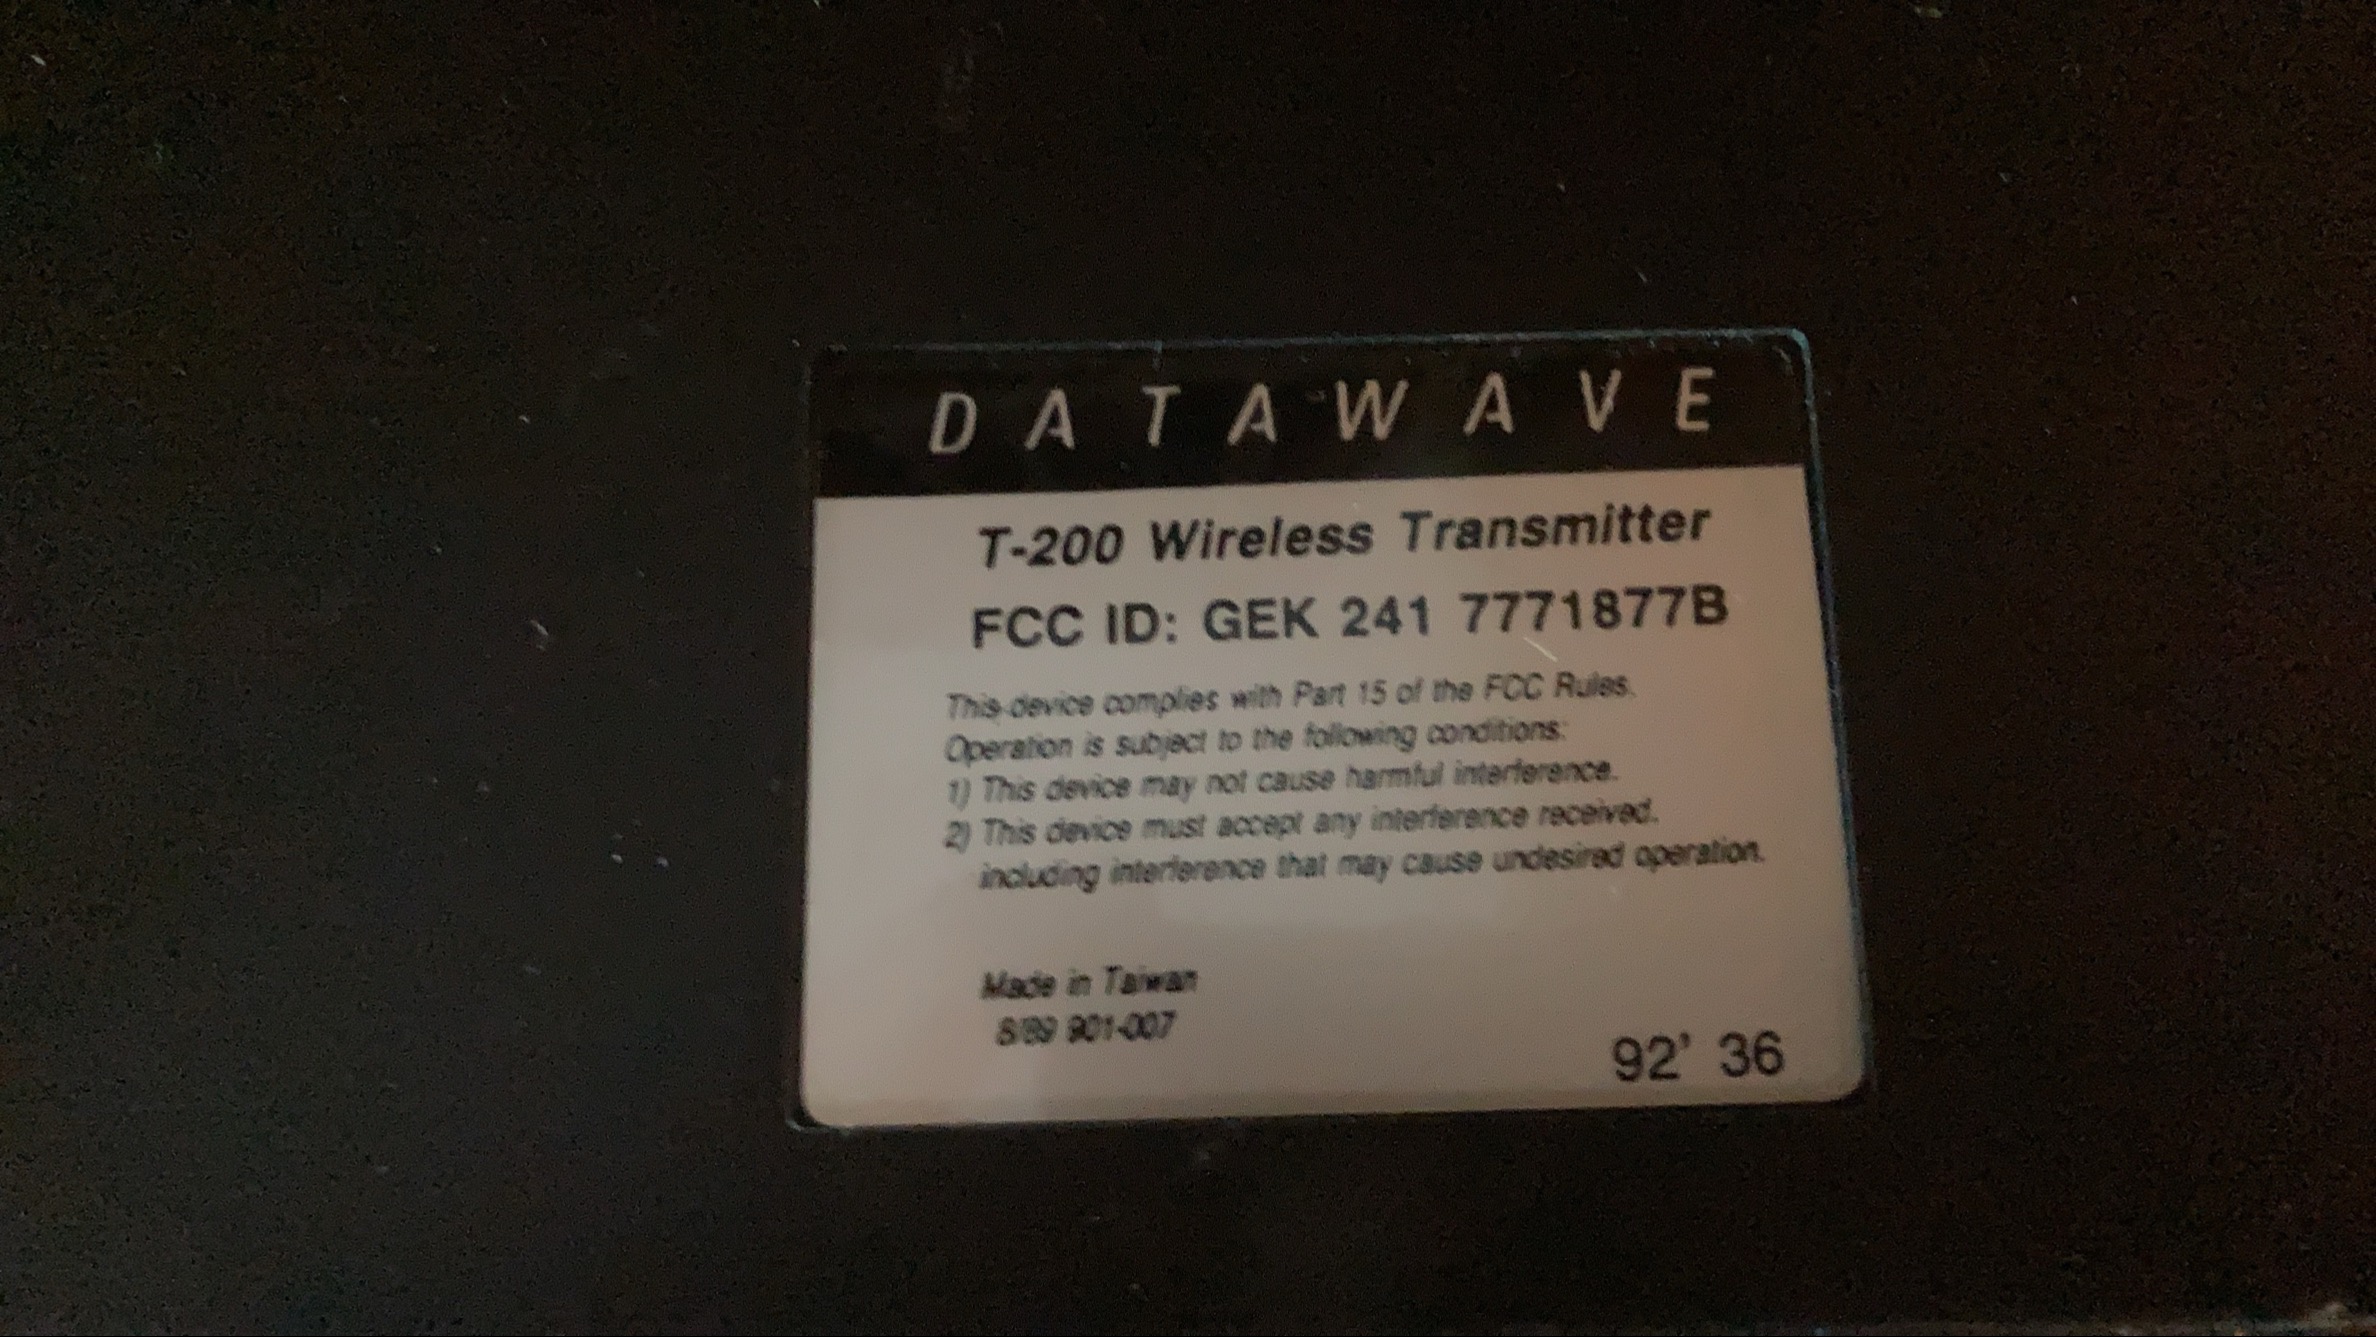 DATAWAVE
T-200 Wireless Transmitter
FCC ID: GEK 241 7771877B
This device complies with Part 15 of the FCC Rules.
Operation is subject to the following conditions:
1) This device may not cause harmful interference.
2) This device must accept any interference received.
including interference that may cause undesired operation.
Made in Taiwan
8/89 901-007
92' 36